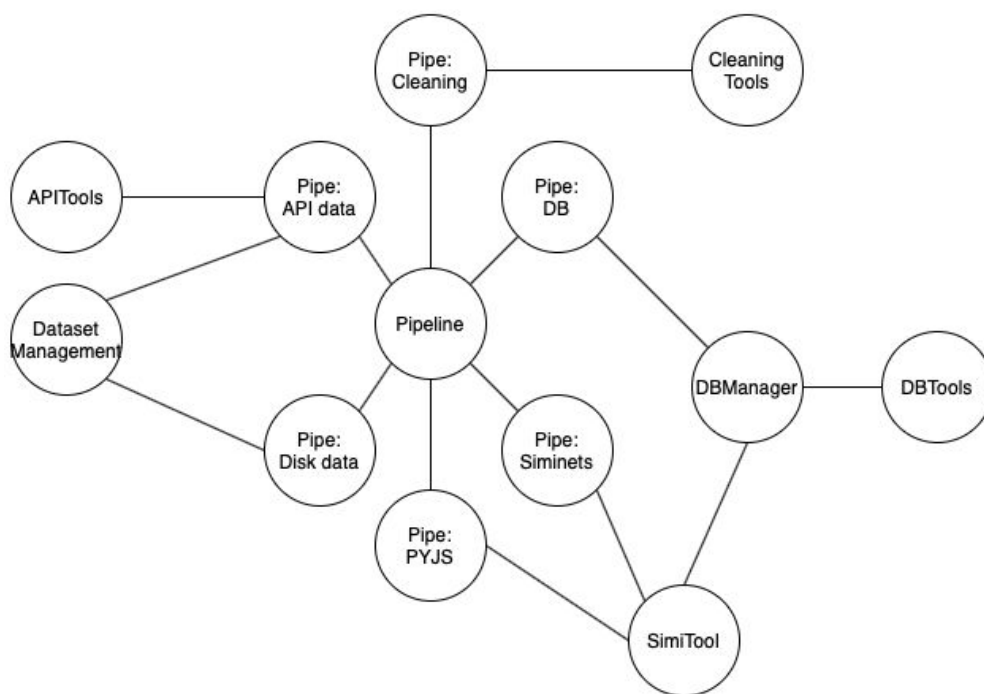 Pipe:
Cleaning
Cleaning
Tools
APITools
Pipe:
API data
Pipe:
DB
Pipeline
Dataset
Management
DBManager
DBTools
Pipe:
Disk data
Pipe:
Siminets
Pipe:
PYJS
SimiTool